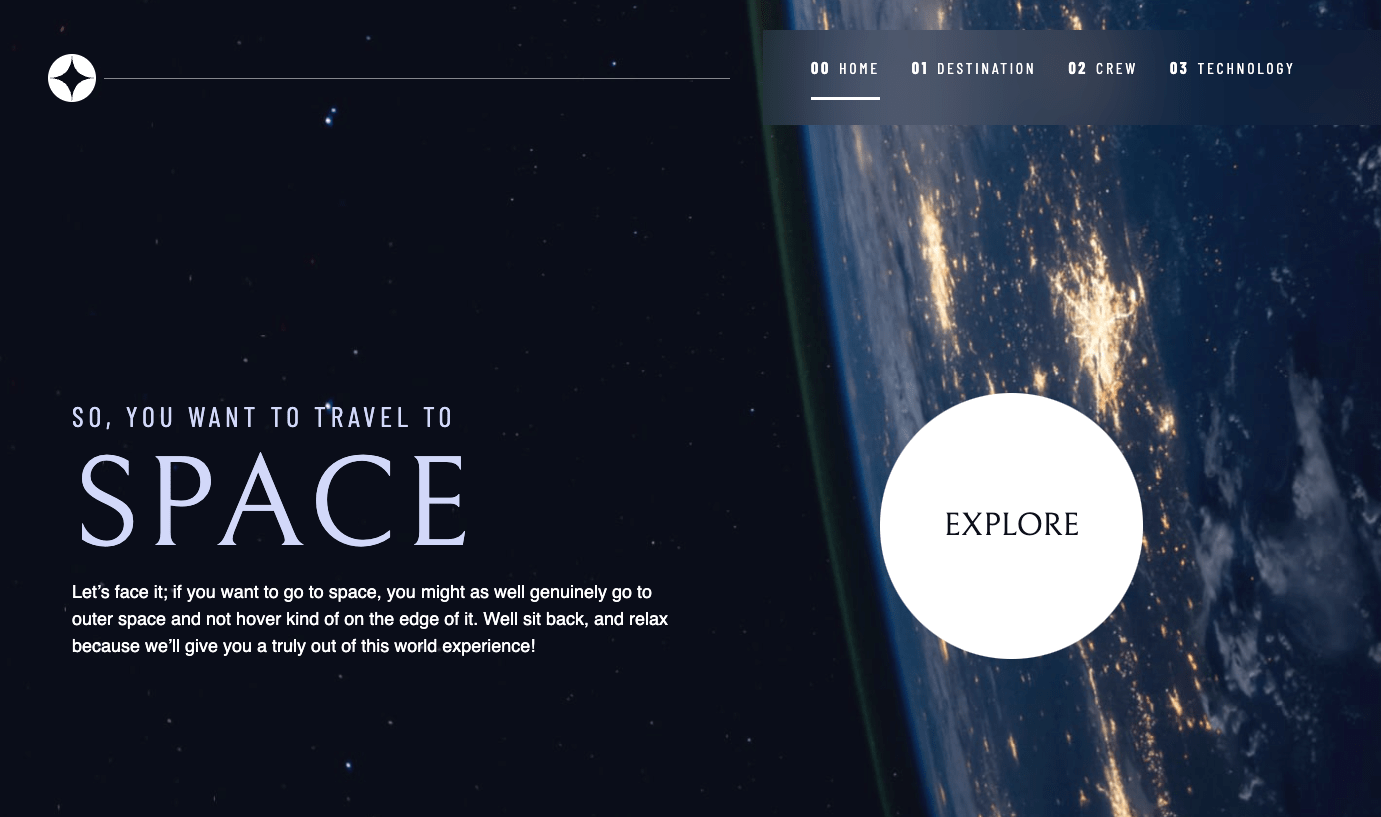 00 HOME 01 DESTINATION 02 CREW 03 TECHNOLOGY
SO, YOU WANT TO TRAVEL TO
SPACE
Let’s face it; if you want to go to space, you might as well genuinely go to
outer space and not hover kind of on the edge of it. Well sit back, and relax
because we’ll give you a truly out of this world experience!
EXPLORE